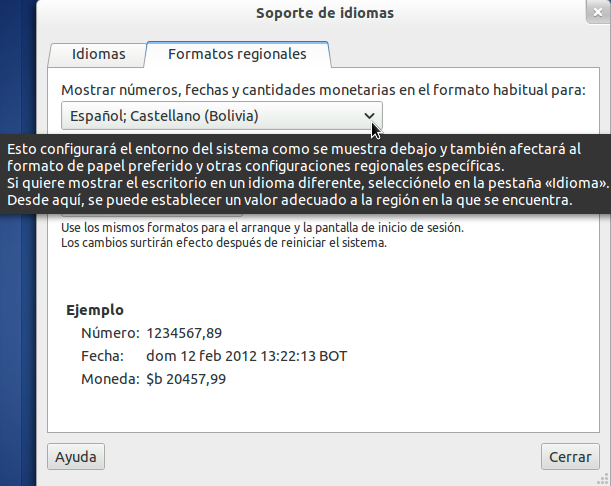 Soporte de idiomas
Idiomas
Formatos regionales
Mostrar números, fechas y cantidades monetarias en el formato habitual para:
Español; Castellano (Bolivia)
Esto configurará el entorno del sistema como se muestra debajo y también afectará al
formato de papel preferido y otras configuraciones regionales específicas.
Si quiere mostrar el escritorio en un idioma diferente, selecciónelo en la pestaña «Idioma».
Desde aquí, se puede establecer un valor adecuado a la región en la que se encuentra.
Use los mismos formatos para el arranque y la pantalla de inicio de sesión.
Los cambios surtirán efecto después de reiniciar el sistema.
Ejemplo
Número: 1234567,89
Fecha: dom 12 feb 2012 13:22:13 BOT
Moneda: $b 20457,99
Ayuda
Cerrar